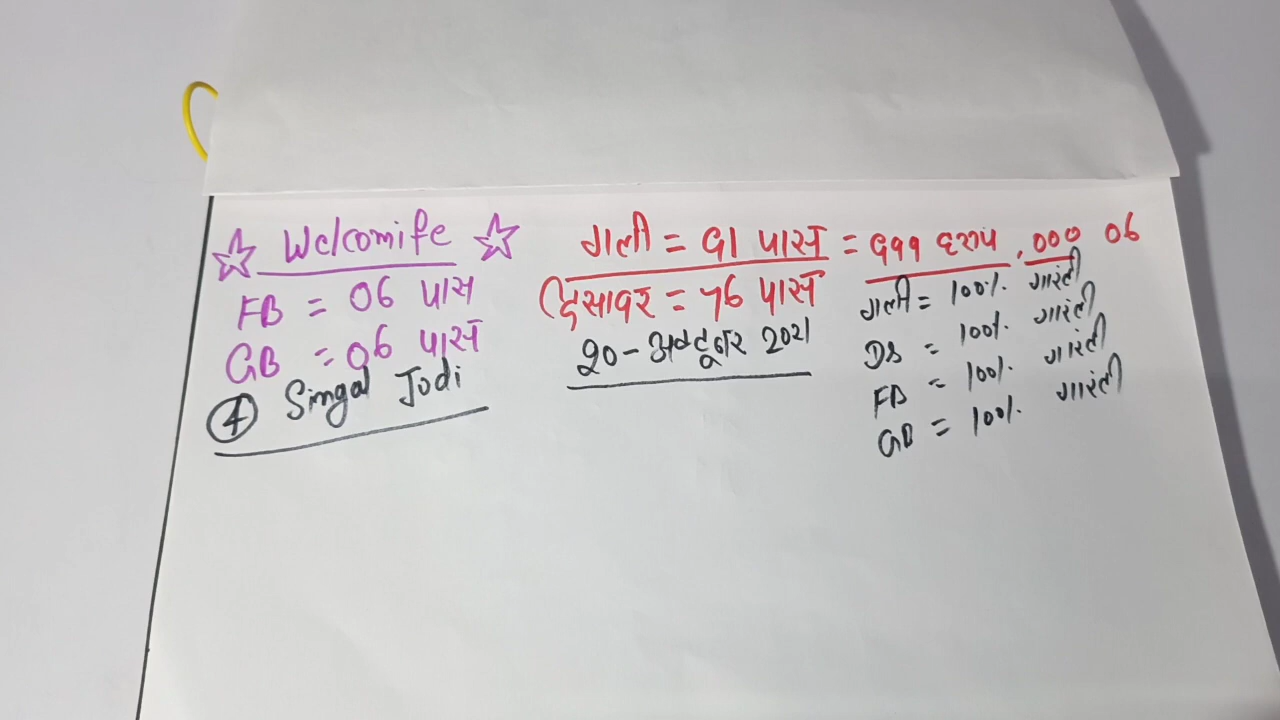 ☆ Welcomife ☆
FB = 06 पास
GB = 06 पास
④ Singal Jodi
गली = 91 पास = 999 हरूप .000 06
दिसावर = 76 पास
20-अक्टूबर 2021
गली = 100% गारंटी
DS = 100% गारंटी
FB = 100% गारंटी
GB = 100% गारंटी